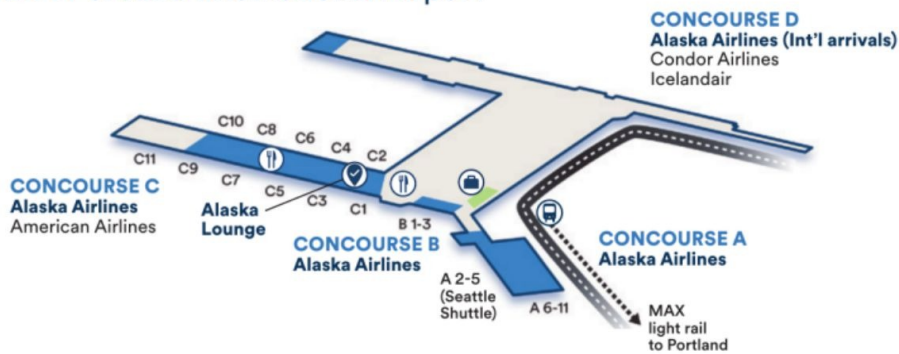 CONCOURSE D
Alaska Airlines (Int'l arrivals)
Condor Airlines
Icelandair
C10
C8
C6
C4
C2
C11
C9
C7
C5
C3
C1
CONCOURSE C
Alaska Airlines
American Airlines
Alaska
Lounge
B 1-3
CONCOURSE B
Alaska Airlines
CONCOURSE A
Alaska Airlines
A 2-5
(Seattle
Shuttle)
A 6-11
MAX
light rail
to Portland